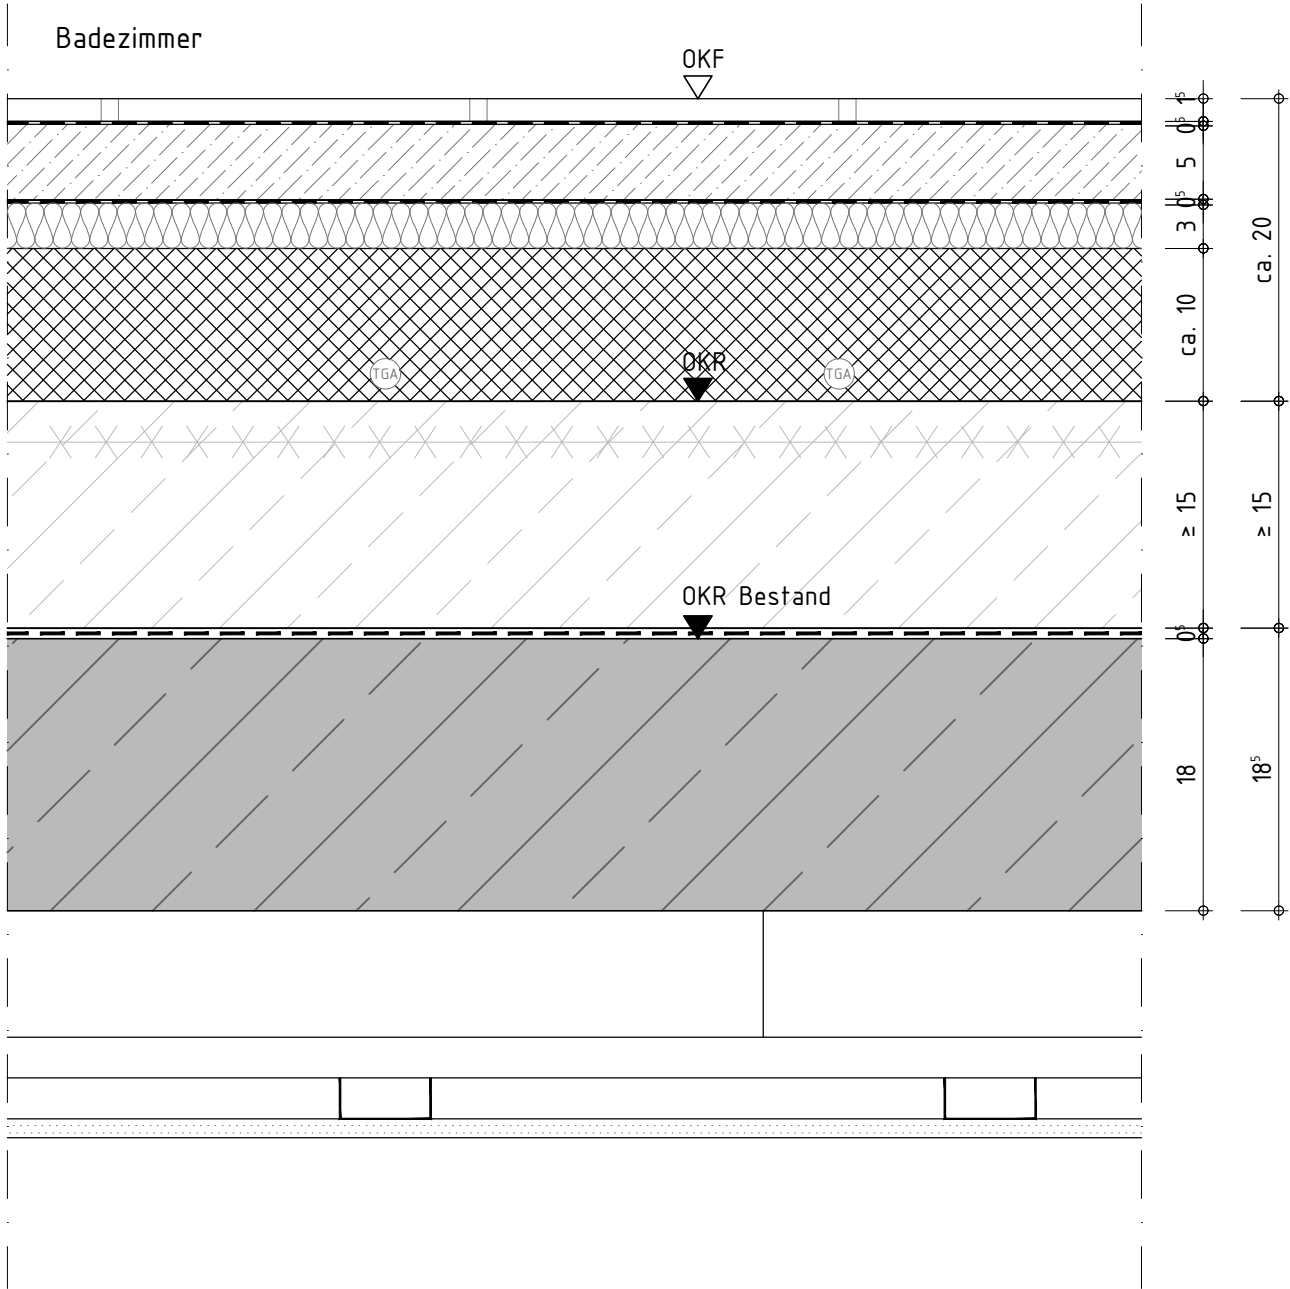 Badezimmer
OKF
1⁵
0⁵
5
0⁵
3
ca. 20
ca. 10
OKR
TGA
TGA
≥ 15
≥ 15
OKR Bestand
0⁵
18
18⁵